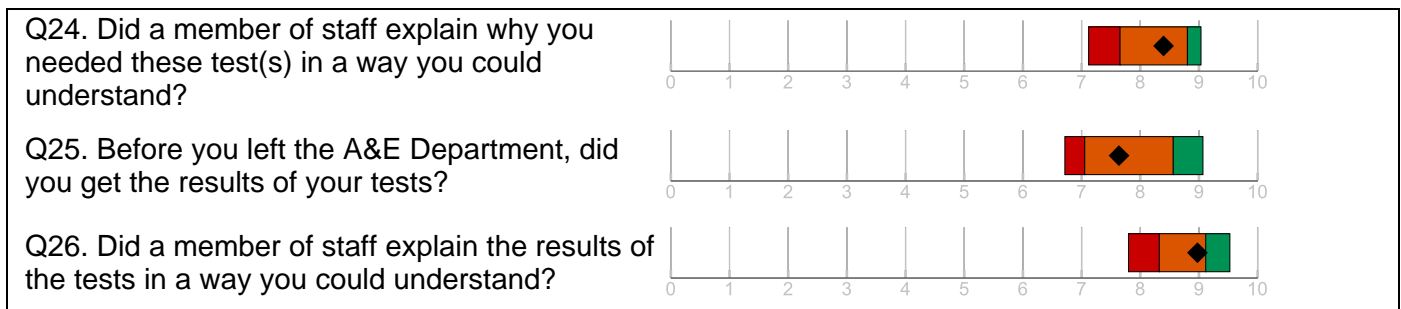 Q24. Did a member of staff explain why you
needed these test(s) in a way you could
understand?
0 1 2 3 4 5 6 7 8 9 10
Q25. Before you left the A&E Department, did
you get the results of your tests?
0 1 2 3 4 5 6 7 8 9 10
Q26. Did a member of staff explain the results of
the tests in a way you could understand?
0 1 2 3 4 5 6 7 8 9 10